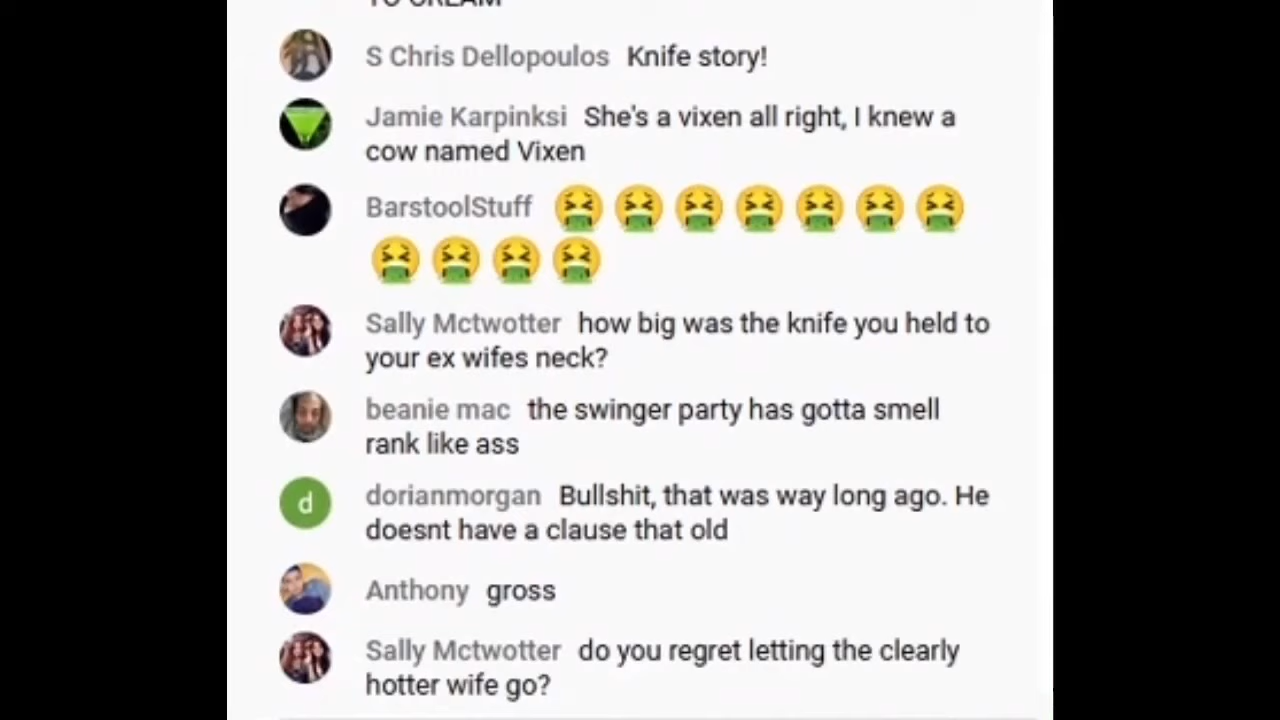 TO CREAM
S Chris Dellopoulos Knife story!
Jamie Karpinksi She's a vixen all right, I knew a
cow named Vixen
BarstoolStuff 🤮🤮🤮🤮🤮🤮🤮
🤮🤮🤮🤮
Sally Mctwotter how big was the knife you held to
your ex wifes neck?
beanie mac the swinger party has gotta smell
rank like ass
d dorianmorgan Bullshit, that was way long ago. He
doesnt have a clause that old
Anthony gross
Sally Mctwotter do you regret letting the clearly
hotter wife go?